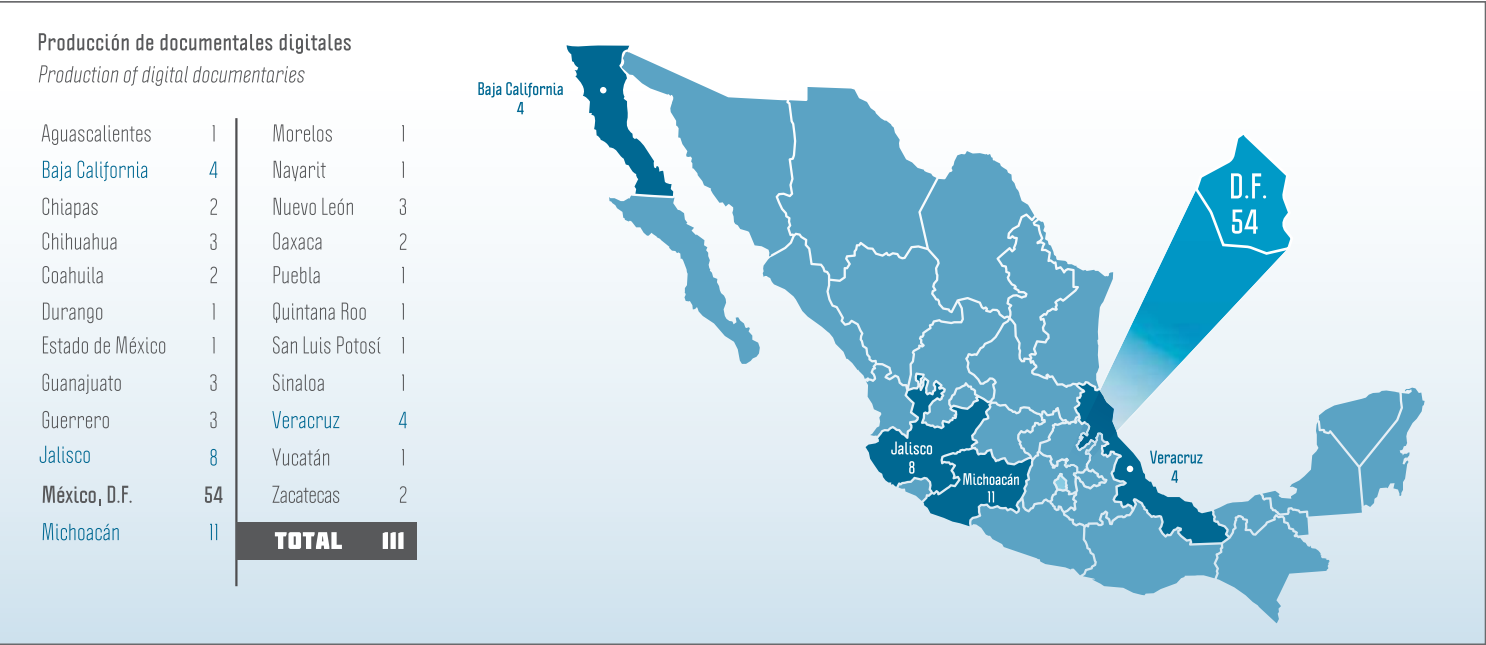 Producción de documentales digitales
Production of digital documentaries
Aguascalientes 1
Baja California 4
Chiapas 2
Chihuahua 3
Coahuila 2
Durango 1
Estado de México 1
Guanajuato 3
Guerrero 3
Jalisco 8
México, D.F. 54
Michoacán 11
Morelos 1
Nayarit 1
Nuevo León 3
Oaxaca 2
Puebla 1
Quintana Roo 1
San Luis Potosí 1
Sinaloa 1
Veracruz 4
Yucatán 1
Zacatecas 2
TOTAL 111
Baja California
4
D.F.
54
Jalisco
8
Michoacán
11
Veracruz
4